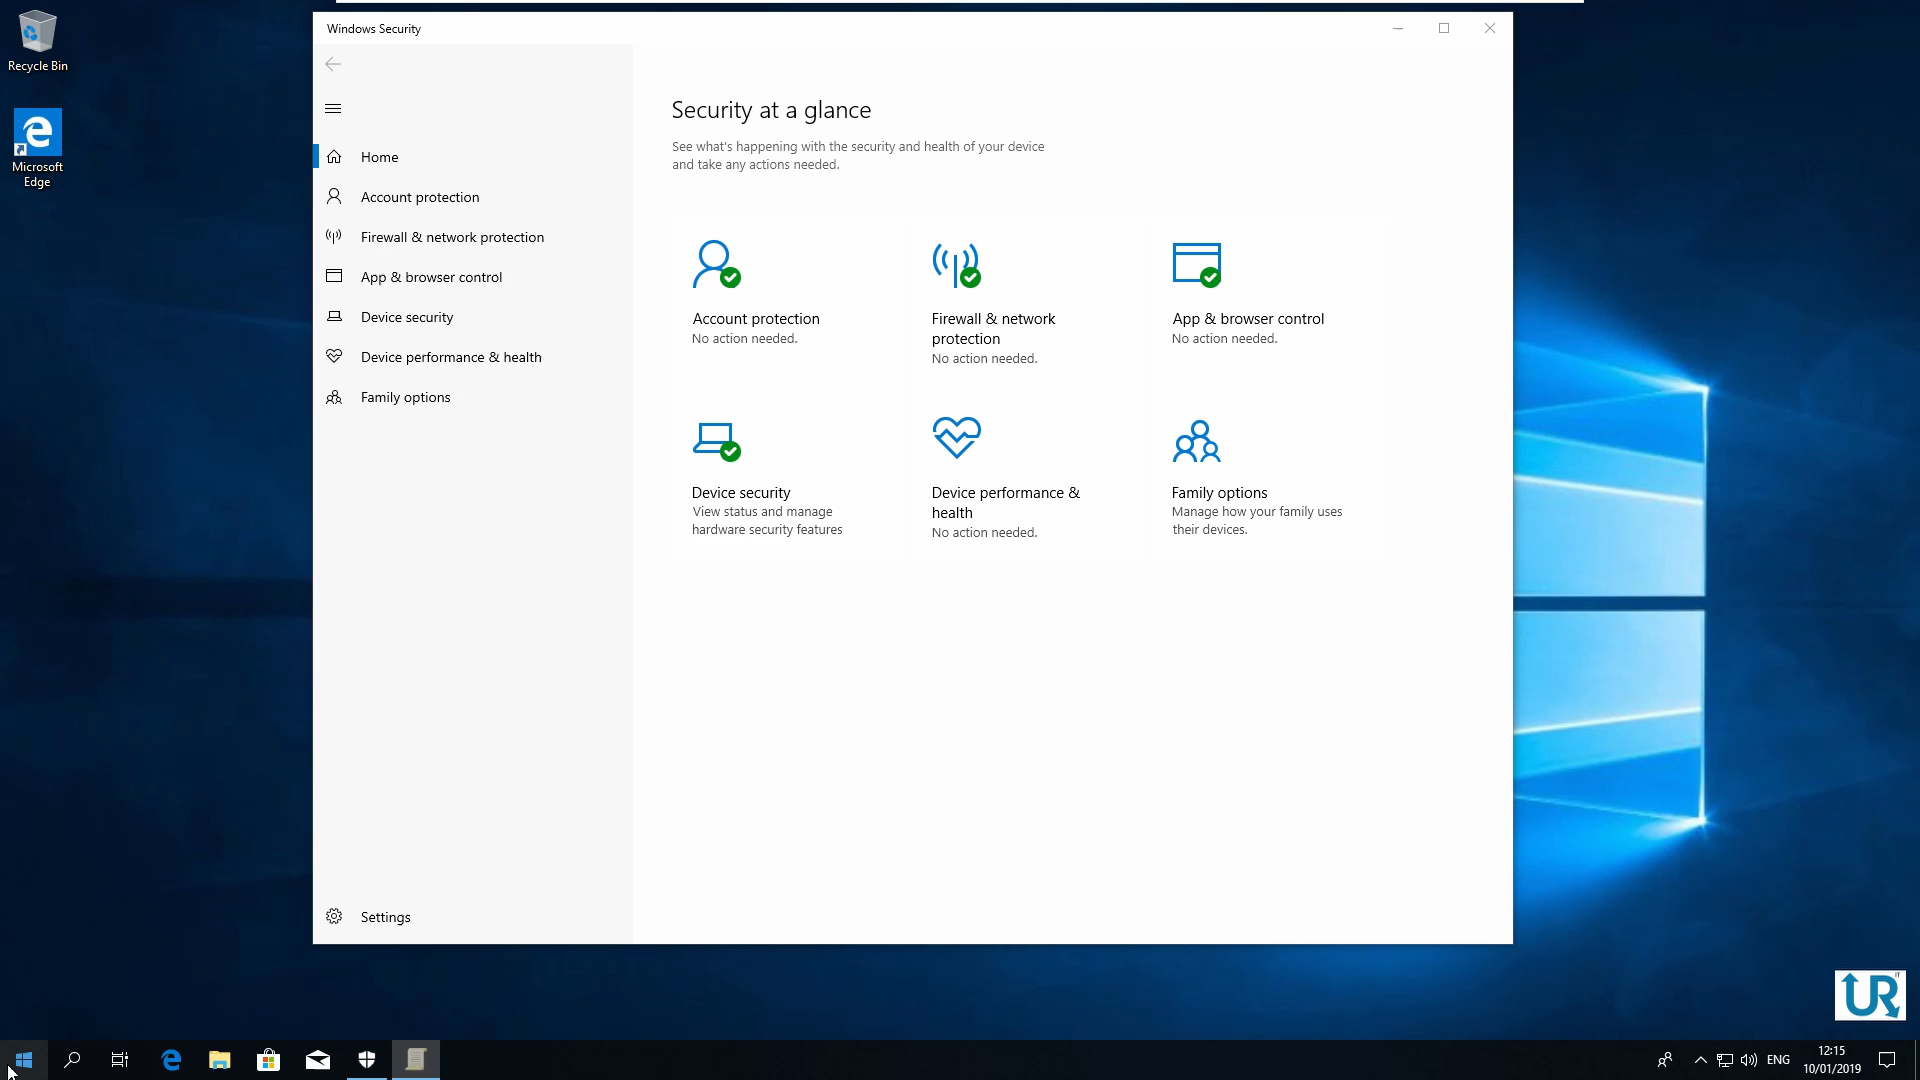 Recycle Bin
Microsoft
Edge
Windows Security
Home
Account protection
Firewall & network protection
App & browser control
Device security
Device performance & health
Family options
Settings
Security at a glance
See what's happening with the security and health of your device
and take any actions needed.
Account protection
No action needed.
Firewall & network
protection
No action needed.
App & browser control
No action needed.
Device security
View status and manage
hardware security features
Device performance &
health
No action needed.
Family options
Manage how your family uses
their devices.
UR IT
ENG
12:15
10/01/2019